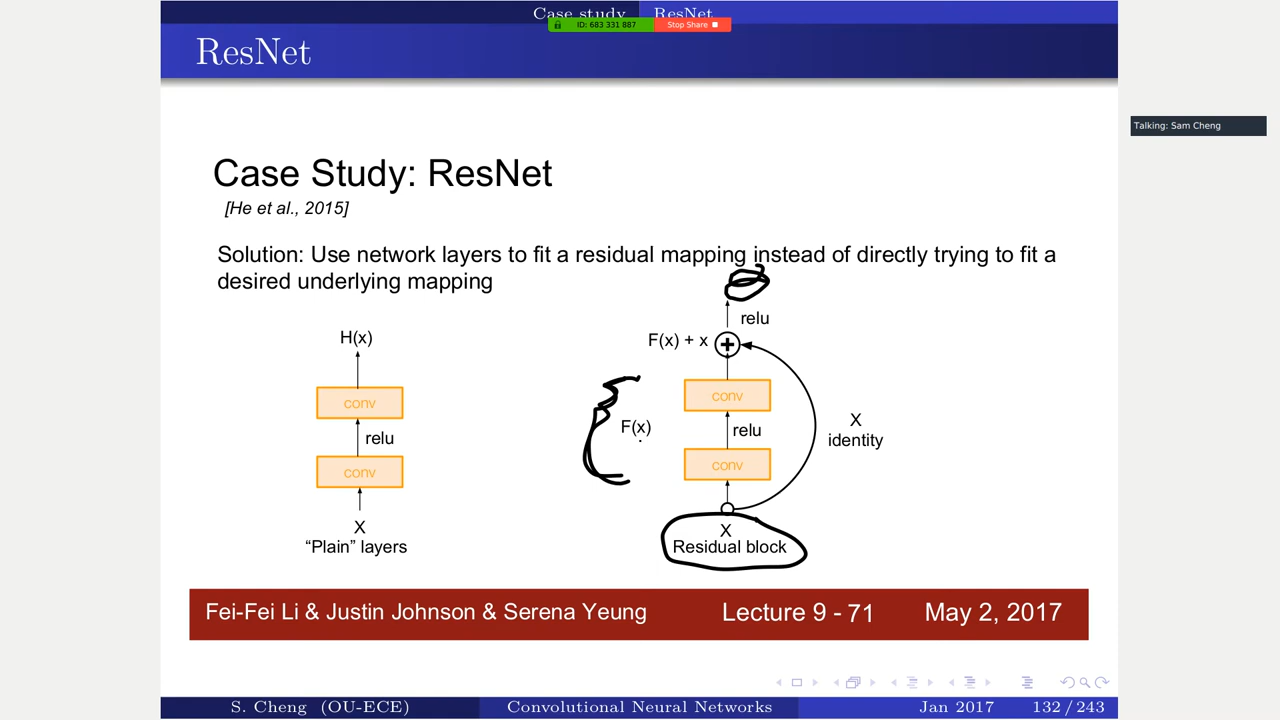 Case study ResNet
ID: 683 331 887 Stop Share
ResNet
Talking: Sam Cheng
Case Study: ResNet
[He et al., 2015]
Solution: Use network layers to fit a residual mapping instead of directly trying to fit a
desired underlying mapping
H(x)
conv
relu
conv
X
“Plain” layers
relu
F(x) + x
conv
F(x)
relu
conv
X
identity
X
Residual block
Fei-Fei Li & Justin Johnson & Serena Yeung Lecture 9 - 71 May 2, 2017
S. Cheng (OU-ECE) Convolutional Neural Networks Jan 2017 132 / 243